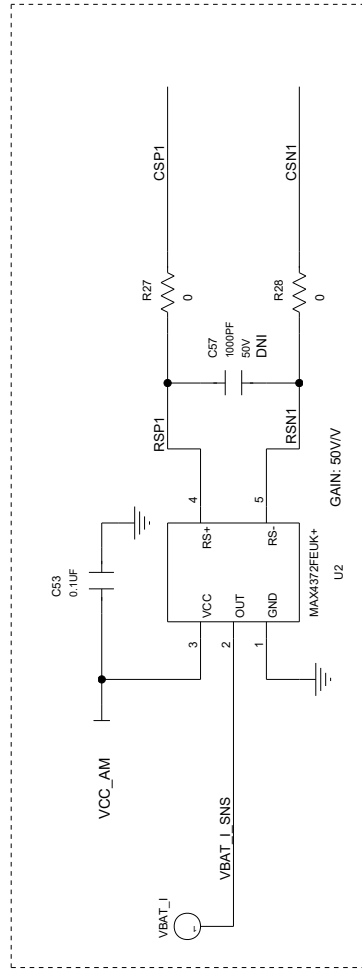 VBAT_I
1
VBAT_I_SNS
VCC_AM
C53
0.1UF
3
VCC
2
OUT
1
GND
RS+
4
RS-
5
MAX4372FEUK+
U2
GAIN: 50V/V
RSP1
RSN1
C57
1000PF
50V
DNI
R27
0
R28
0
CSP1
CSN1